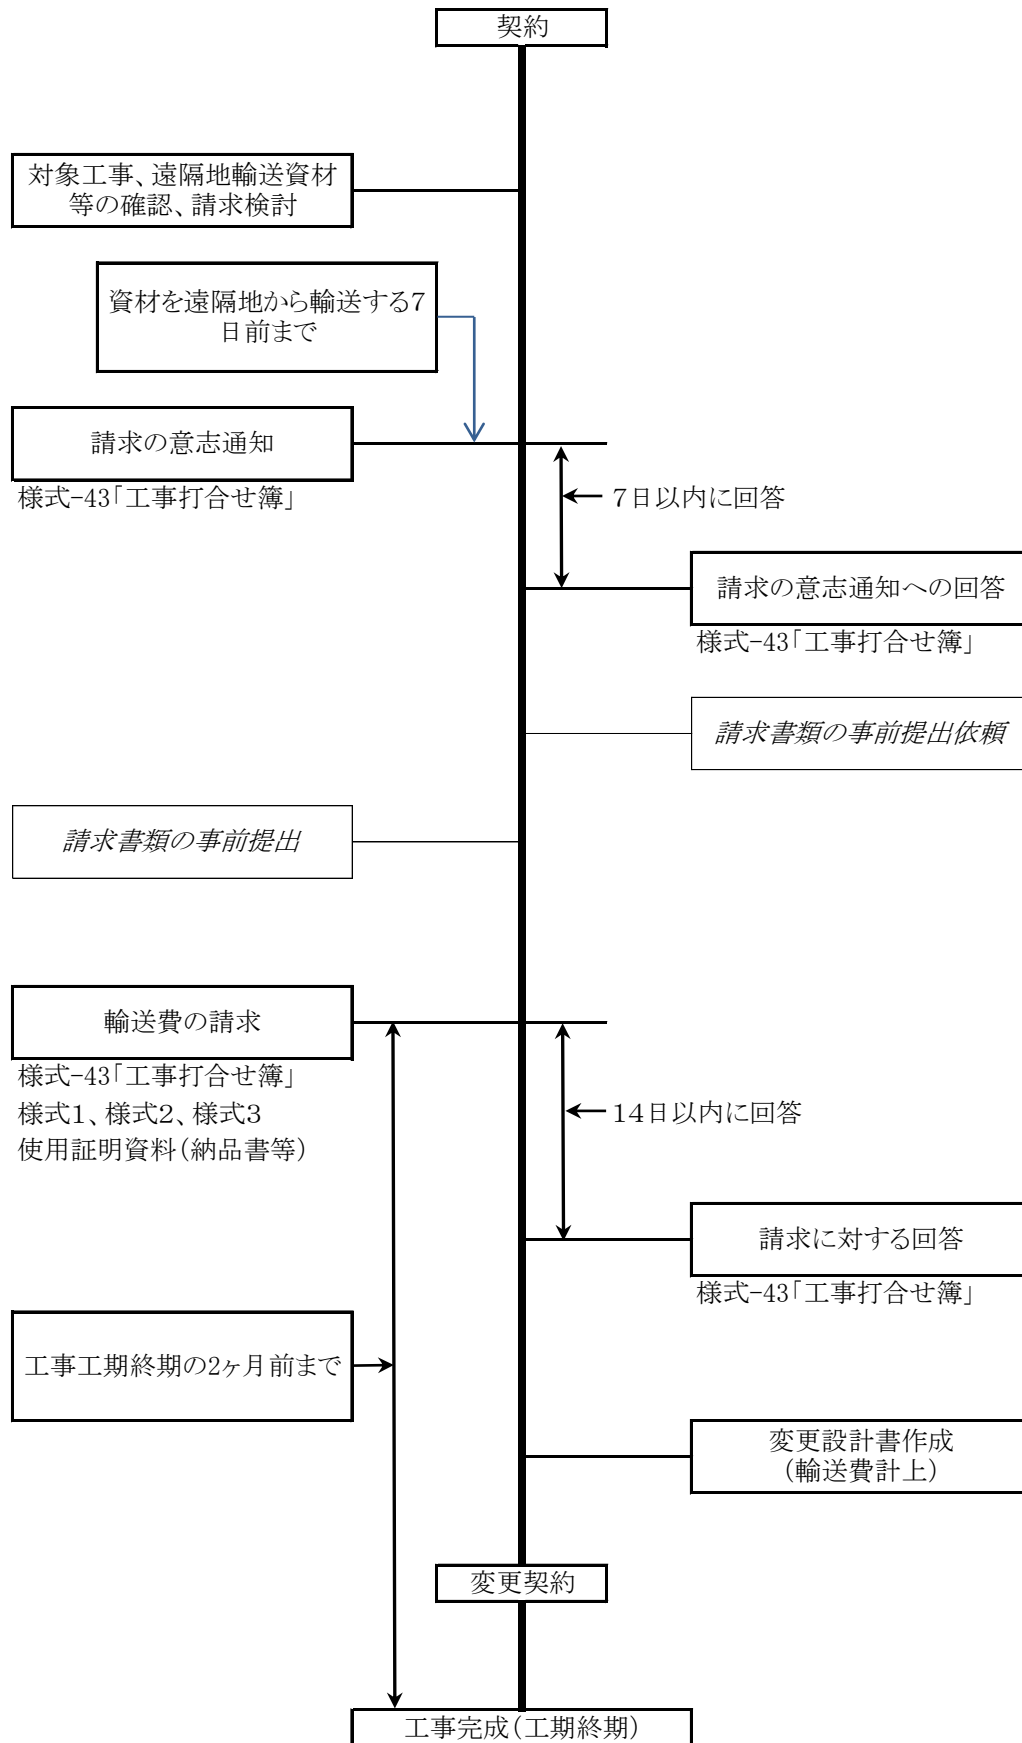 契約
対象工事、遠隔地輸送資材
等の確認、請求検討
資材を遠隔地から輸送する7
日前まで
請求の意志通知
様式-43「工事打合せ簿」
7日以内に回答
請求の意志通知への回答
様式-43「工事打合せ簿」
請求書類の事前提出依頼
請求書類の事前提出
輸送費の請求
様式-43「工事打合せ簿」
様式1、様式2、様式3
使用証明資料(納品書等)
14日以内に回答
請求に対する回答
様式-43「工事打合せ簿」
工事工期終期の2ヶ月前まで
変更設計書作成
(輸送費計上)
変更契約
工事完成(工期終期)